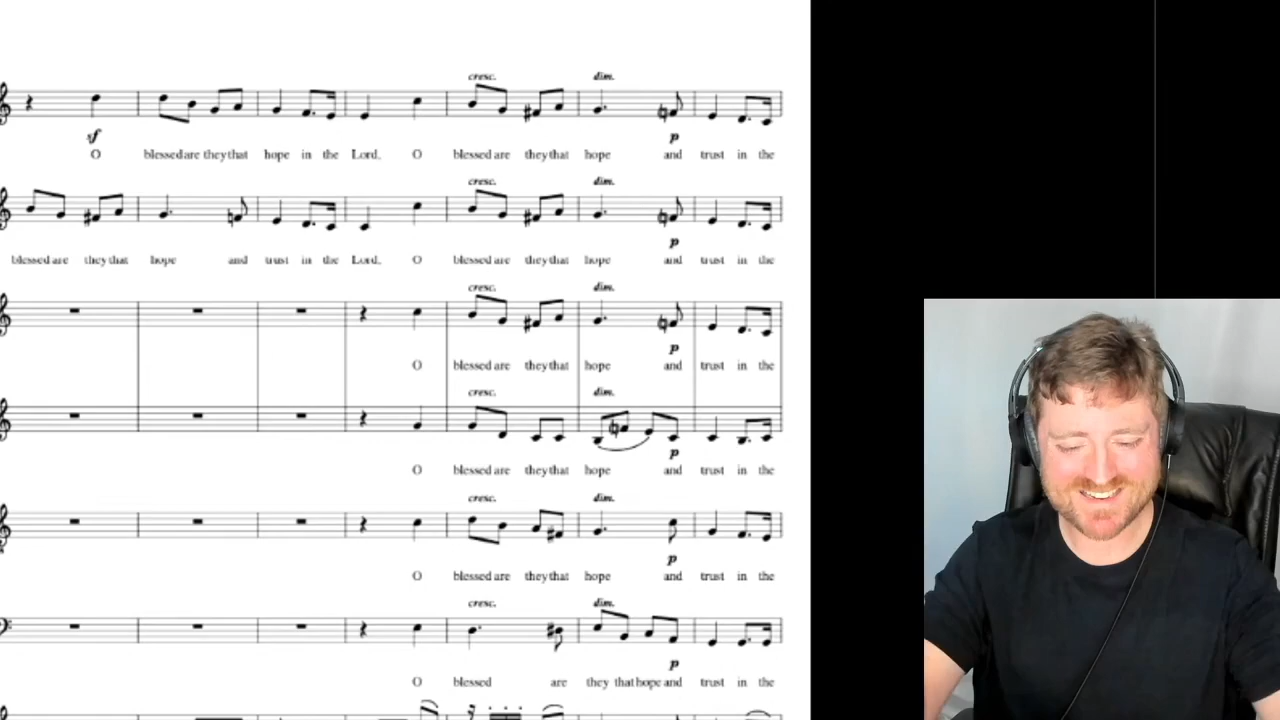 cresc. dim.
sf p
O blessed are they that hope in the Lord. O blessed are they that hope and trust in the
cresc. dim.
p
blessed are they that hope and trust in the Lord. O blessed are they that hope and trust in the
cresc. dim.
p
O blessed are they that hope and trust in the
cresc. dim.
p
O blessed are they that hope and trust in the
cresc. dim.
p
O blessed are they that hope and trust in the
cresc. dim.
p
O blessed are they that hope and trust in the